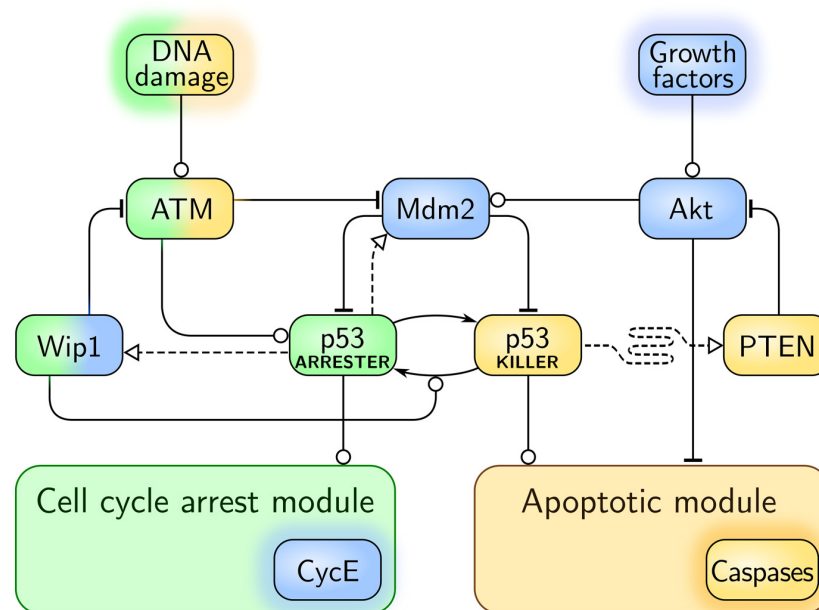 DNA
damage
Growth
factors
ATM
Mdm2
Akt
Wip1
p53
ARRESTER
p53
KILLER
PTEN
Cell cycle arrest module
Apoptotic module
CycE
Caspases